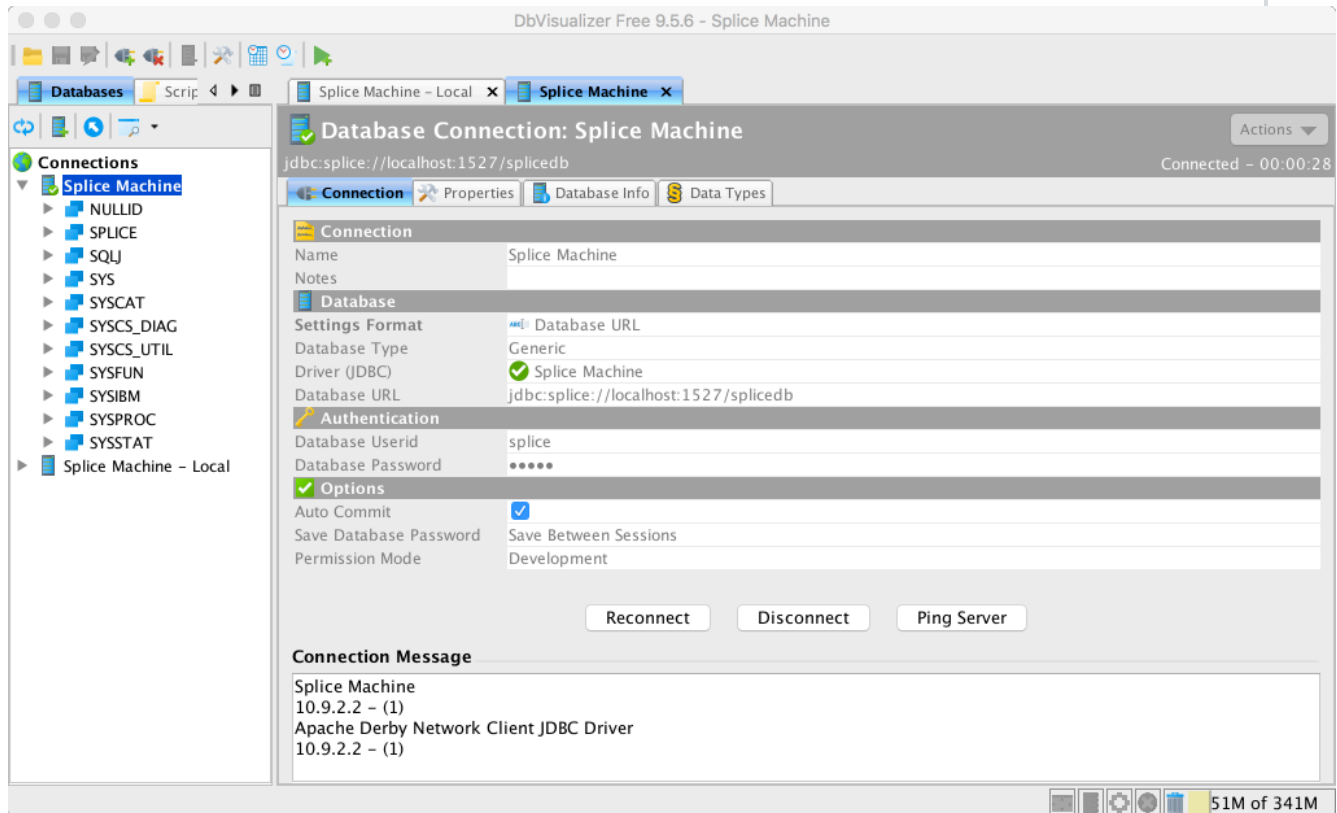 DbVisualizer Free 9.5.6 - Splice Machine
Databases Scrip
Splice Machine – Local Splice Machine
Database Connection: Splice Machine
Actions
jdbc:splice://localhost:1527/splicedb
Connected – 00:00:28
Connection Properties Database Info Data Types
Connections
Splice Machine
NULLID
SPLICE
SQLJ
SYS
SYSCAT
SYSCS_DIAG
SYSCS_UTIL
SYSFUN
SYSIBM
SYSPROC
SYSSTAT
Splice Machine – Local
Connection
Name Splice Machine
Notes
Database
Settings Format Database URL
Database Type Generic
Driver (JDBC) Splice Machine
Database URL jdbc:splice://localhost:1527/splicedb
Authentication
Database Userid splice
Database Password •••••
Options
Auto Commit
Save Database Password Save Between Sessions
Permission Mode Development
Reconnect Disconnect Ping Server
Connection Message
Splice Machine
10.9.2.2 – (1)
Apache Derby Network Client JDBC Driver
10.9.2.2 – (1)
51M of 341M